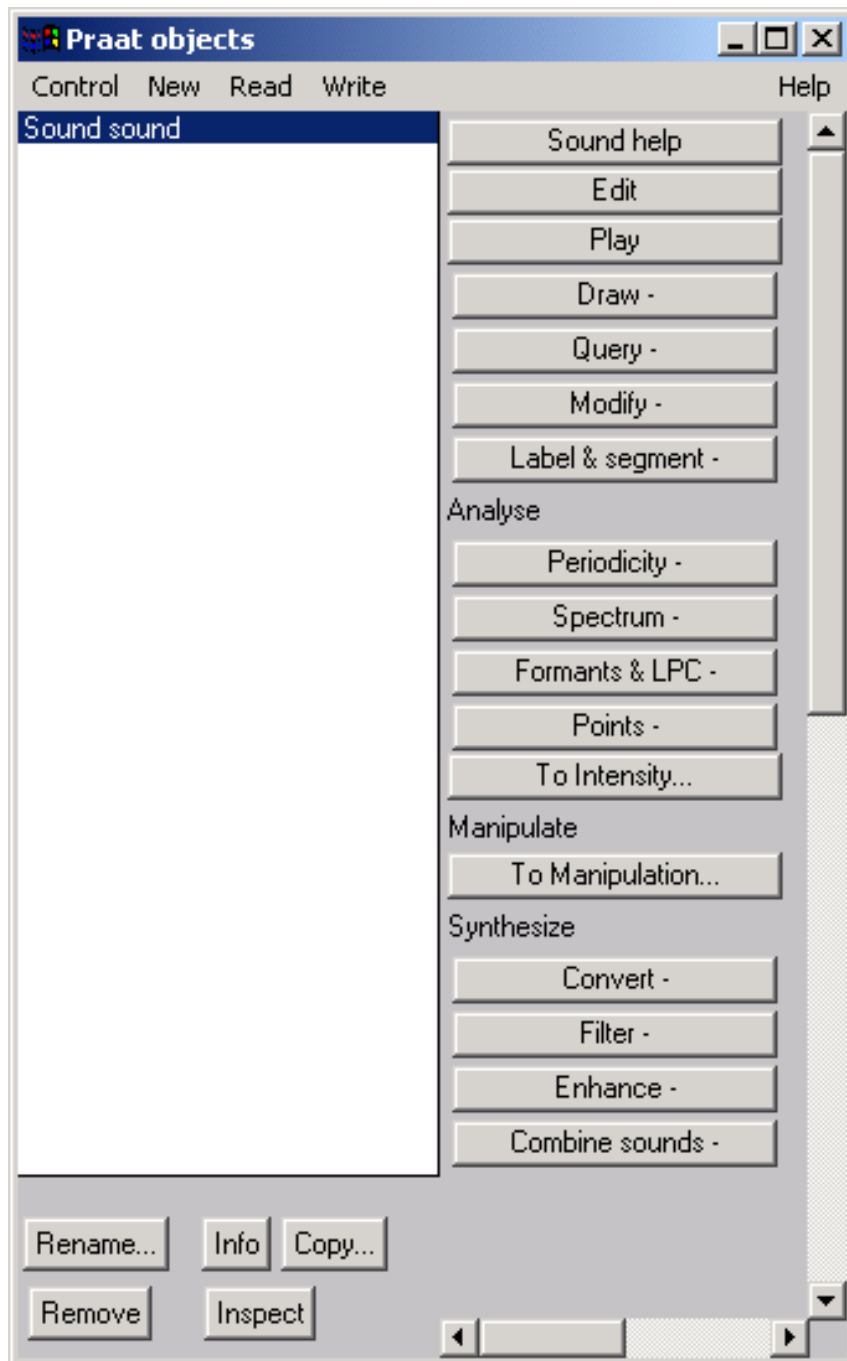 Praat objects
Control New Read Write Help
Sound sound
Sound help
Edit
Play
Draw -
Query -
Modify -
Label & segment -
Analyse
Periodicity -
Spectrum -
Formants & LPC -
Points -
To Intensity...
Manipulate
To Manipulation...
Synthesize
Convert -
Filter -
Enhance -
Combine sounds -
Rename... Info Copy...
Remove Inspect